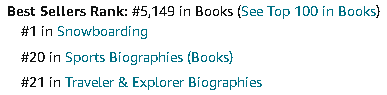 Best Sellers Rank: #5,149 in Books (See Top 100 in Books)
#1 in Snowboarding
#20 in Sports Biographies (Books)
#21 in Traveler & Explorer Biographies